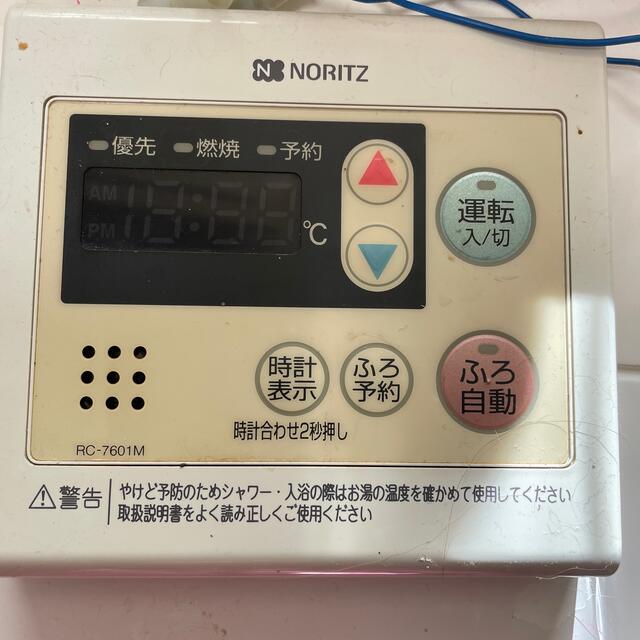 NORITZ
優先 燃焼 予約
AM
PM
℃
運転
入/切
時計
表示
ふろ
予約
ふろ
自動
時計合わせ2秒押し
RC-7601M
警告
やけど予防のためシャワー・入浴の際はお湯の温度を確かめて使用してください
取扱説明書をよく読み正しくご使用ください